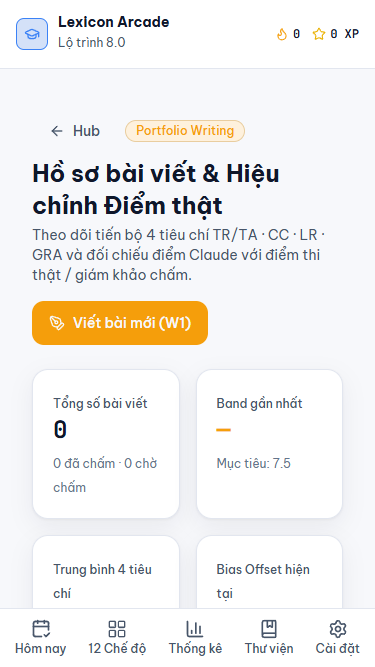 Lexicon Arcade
Lộ trình 8.0
0
0 XP
Hub
Portfolio Writing
Hồ sơ bài viết & Hiệu
chỉnh Điểm thật
Theo dõi tiến bộ 4 tiêu chí TR/TA · CC · LR ·
GRA và đối chiếu điểm Claude với điểm thi
thật / giám khảo chấm.
Viết bài mới (W1)
Tổng số bài viết
0
0 đã chấm · 0 chờ
chấm
Band gần nhất
—
Mục tiêu: 7.5
Trung bình 4 tiêu
chí
Bias Offset hiện
tại
Hôm nay
12 Chế độ
Thống kê
Thư viện
Cài đặt